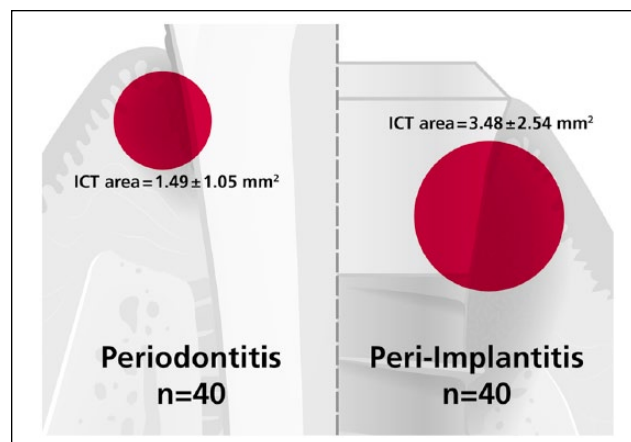 ICT area=1.49±1.05 mm²
Periodontitis
n=40
ICT area=3.48±2.54 mm²
Peri-Implantitis
n=40